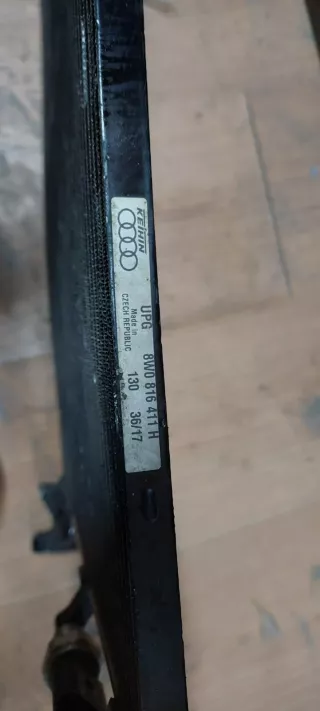 KEIHIN
UPG
Made in
CZECH REPUBLIC
8W0 816 411 H
130 36/17